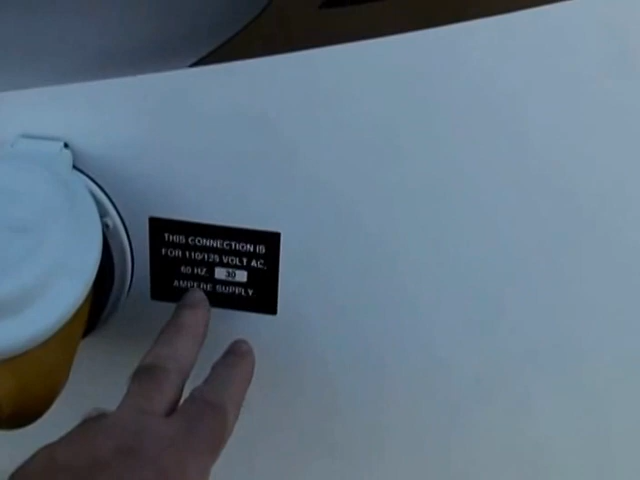 THIS CONNECTION IS
FOR 110/125 VOLT AC,
60 HZ. 30
AMPERE SUPPLY